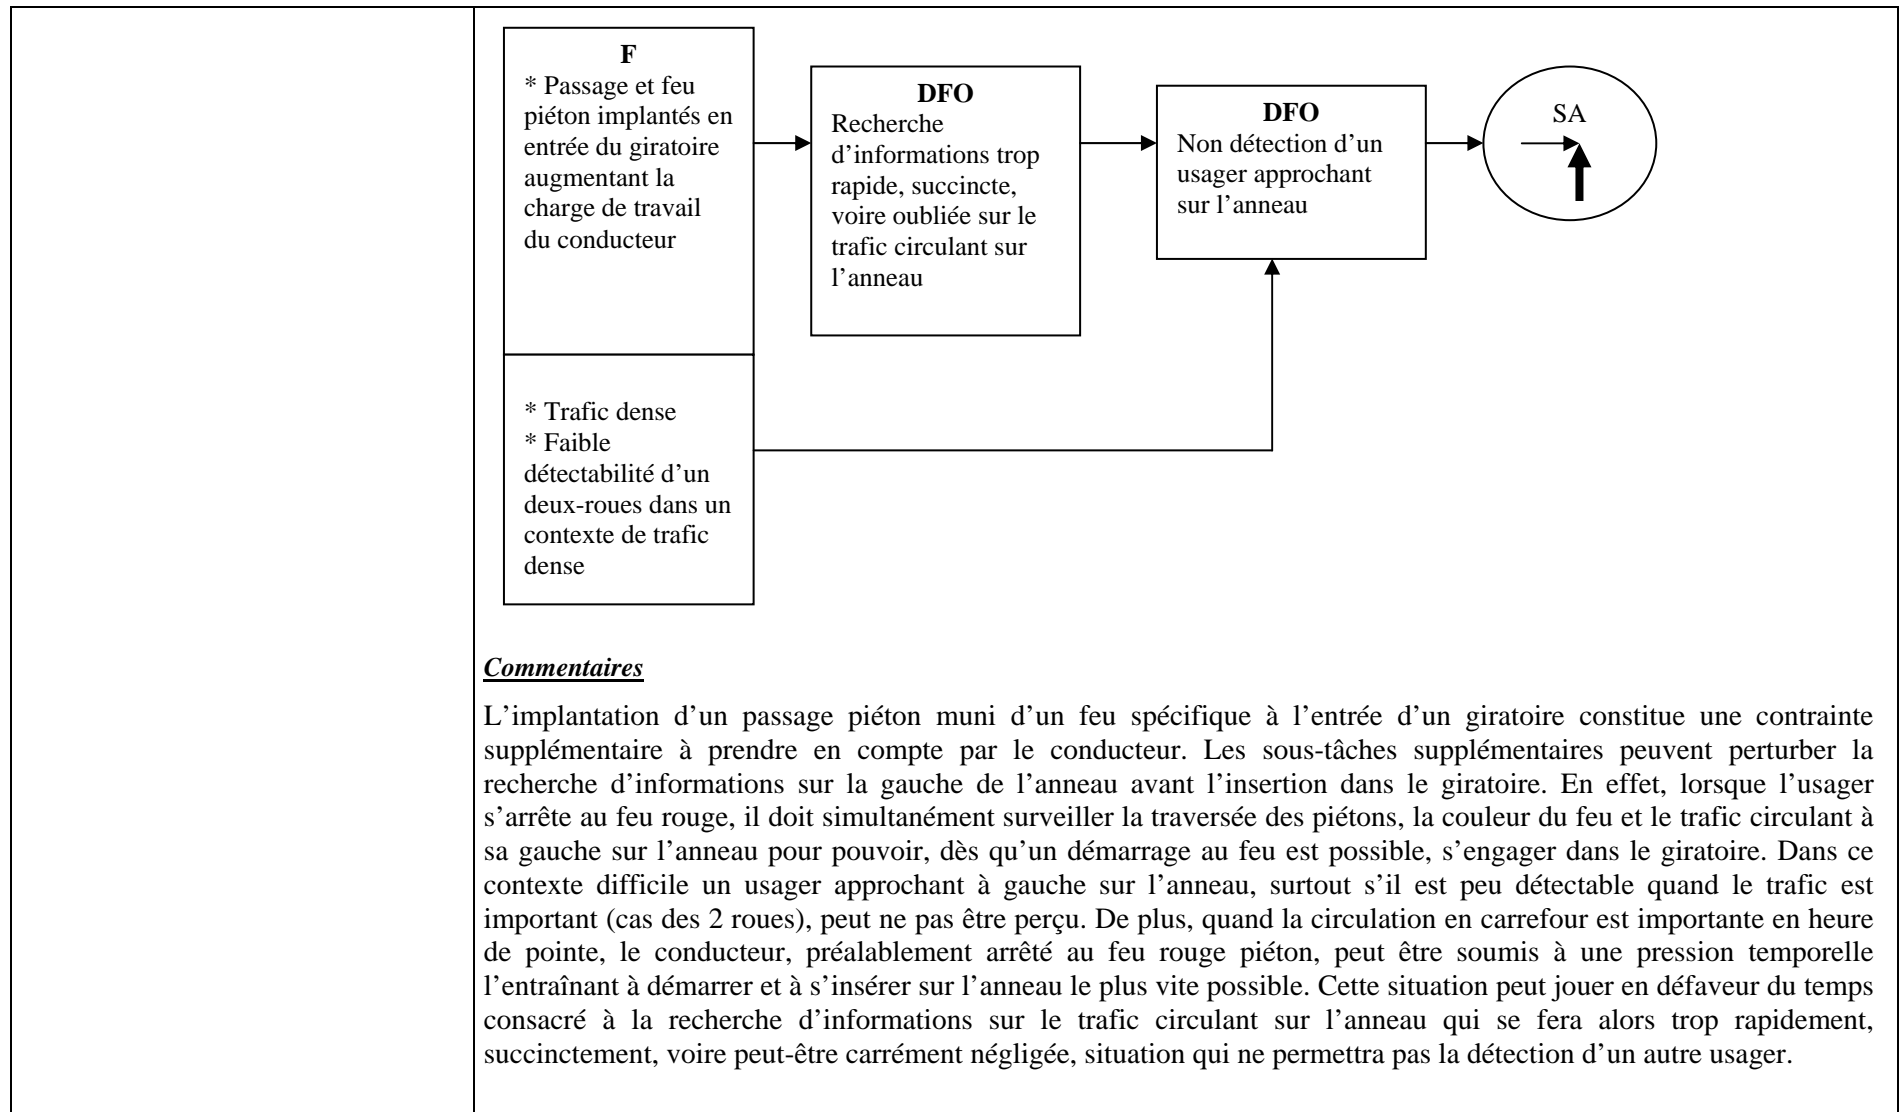 F
* Passage et feu
piéton implantés en
entrée du giratoire
augmentant la
charge de travail
du conducteur
* Trafic dense
* Faible
détectabilité d’un
deux-roues dans un
contexte de trafic
dense
DFO
Recherche
d’informations trop
rapide, succincte,
voire oubliée sur le
trafic circulant sur
l’anneau
DFO
Non détection d’un
usager approchant
sur l’anneau
SA
Commentaires
L’implantation d’un passage piéton muni d’un feu spécifique à l’entrée d’un giratoire constitue une contrainte
supplémentaire à prendre en compte par le conducteur. Les sous-tâches supplémentaires peuvent perturber la
recherche d’informations sur la gauche de l’anneau avant l’insertion dans le giratoire. En effet, lorsque l’usager
s’arrête au feu rouge, il doit simultanément surveiller la traversée des piétons, la couleur du feu et le trafic circulant à
sa gauche sur l’anneau pour pouvoir, dès qu’un démarrage au feu est possible, s’engager dans le giratoire. Dans ce
contexte difficile un usager approchant à gauche sur l’anneau, surtout s’il est peu détectable quand le trafic est
important (cas des 2 roues), peut ne pas être perçu. De plus, quand la circulation en carrefour est importante en heure
de pointe, le conducteur, préalablement arrêté au feu rouge piéton, peut être soumis à une pression temporelle
l’entraînant à démarrer et à s’insérer sur l’anneau le plus vite possible. Cette situation peut jouer en défaveur du temps
consacré à la recherche d’informations sur le trafic circulant sur l’anneau qui se fera alors trop rapidement,
succinctement, voire peut-être carrément négligée, situation qui ne permettra pas la détection d’un autre usager.